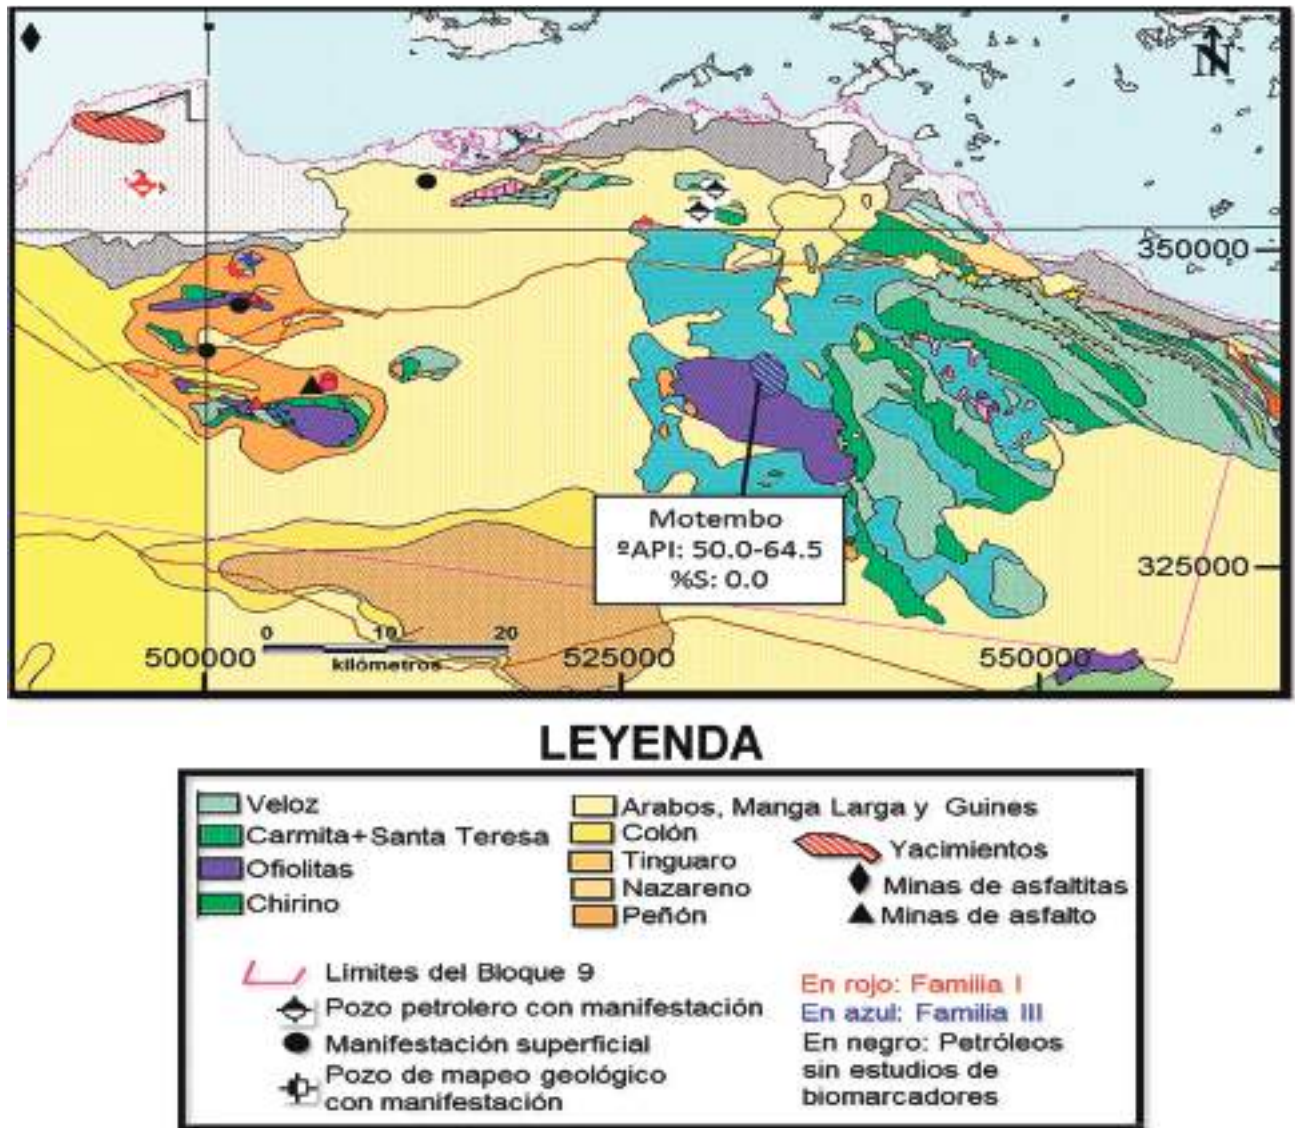 N
350000
Motembo
ºAPI: 50.0-64.5
%S: 0.0
325000
0 10 20
kilómetros
500000 525000 550000
LEYENDA
Veloz
Carmita+Santa Teresa
Ofiolitas
Chirino
Arabos, Manga Larga y Guines
Colón
Tinguaro
Nazareno
Peñón
Yacimientos
Minas de asfaltitas
Minas de asfalto
Límites del Bloque 9
Pozo petrolero con manifestación
Manifestación superficial
Pozo de mapeo geológico
con manifestación
En rojo: Familia I
En azul: Familia III
En negro: Petróleos
sin estudios de
biomarcadores